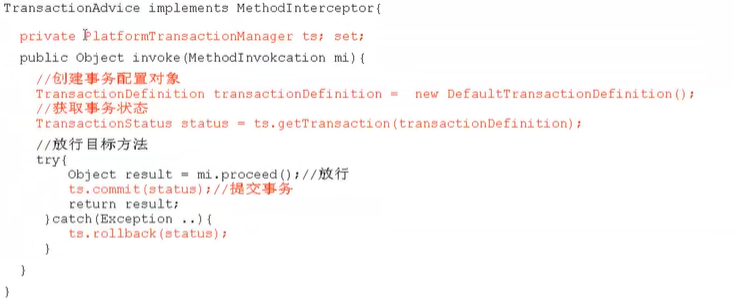 TransactionAdvice implements MethodInterceptor{
private PlatformTransactionManager ts; set;
public Object invoke(MethodInvokcation mi){
//创建事务配置对象
TransactionDefinition transactionDefinition = new DefaultTransactionDefinition();
//获取事务状态
TransactionStatus status = ts.getTransaction(transactionDefinition);
//放行目标方法
try{
Object result = mi.proceed();//放行
ts.commit(status);//提交事务
return result;
}catch(Exception ..){
ts.rollback(status);
}
}
}